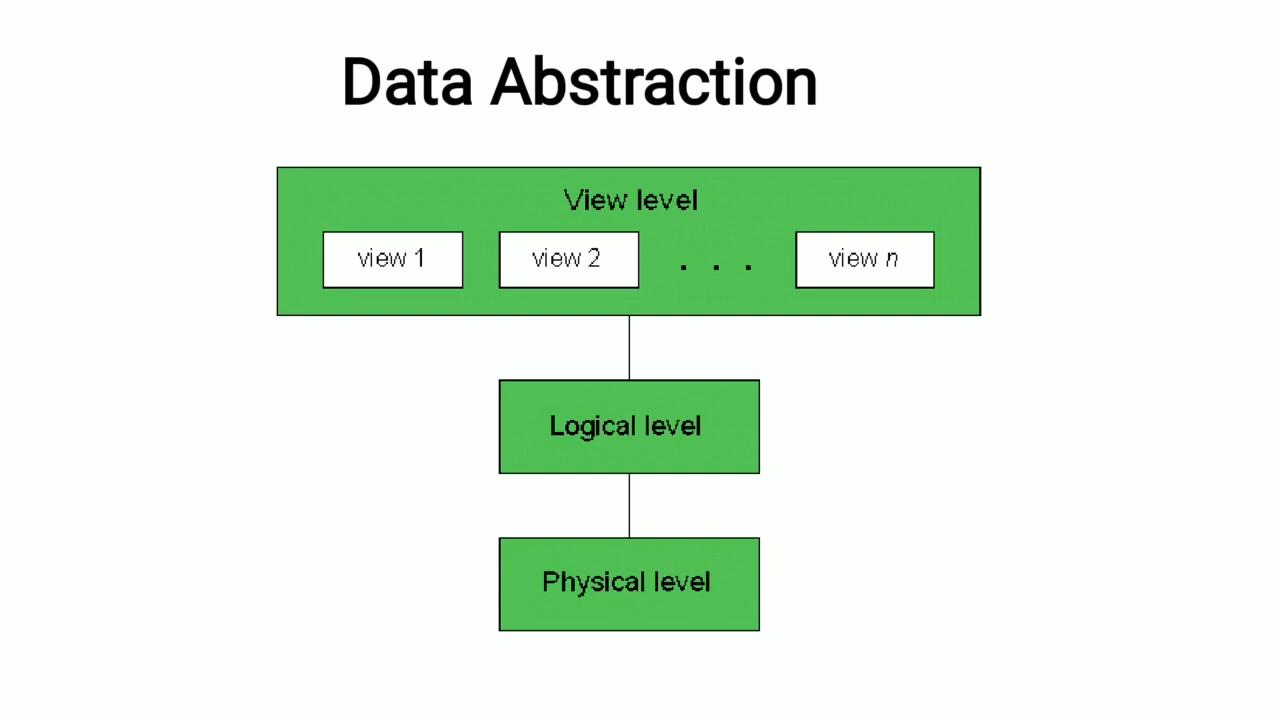 Data Abstraction
View level
view 1
view 2
. . .
view n
Logical level
Physical level